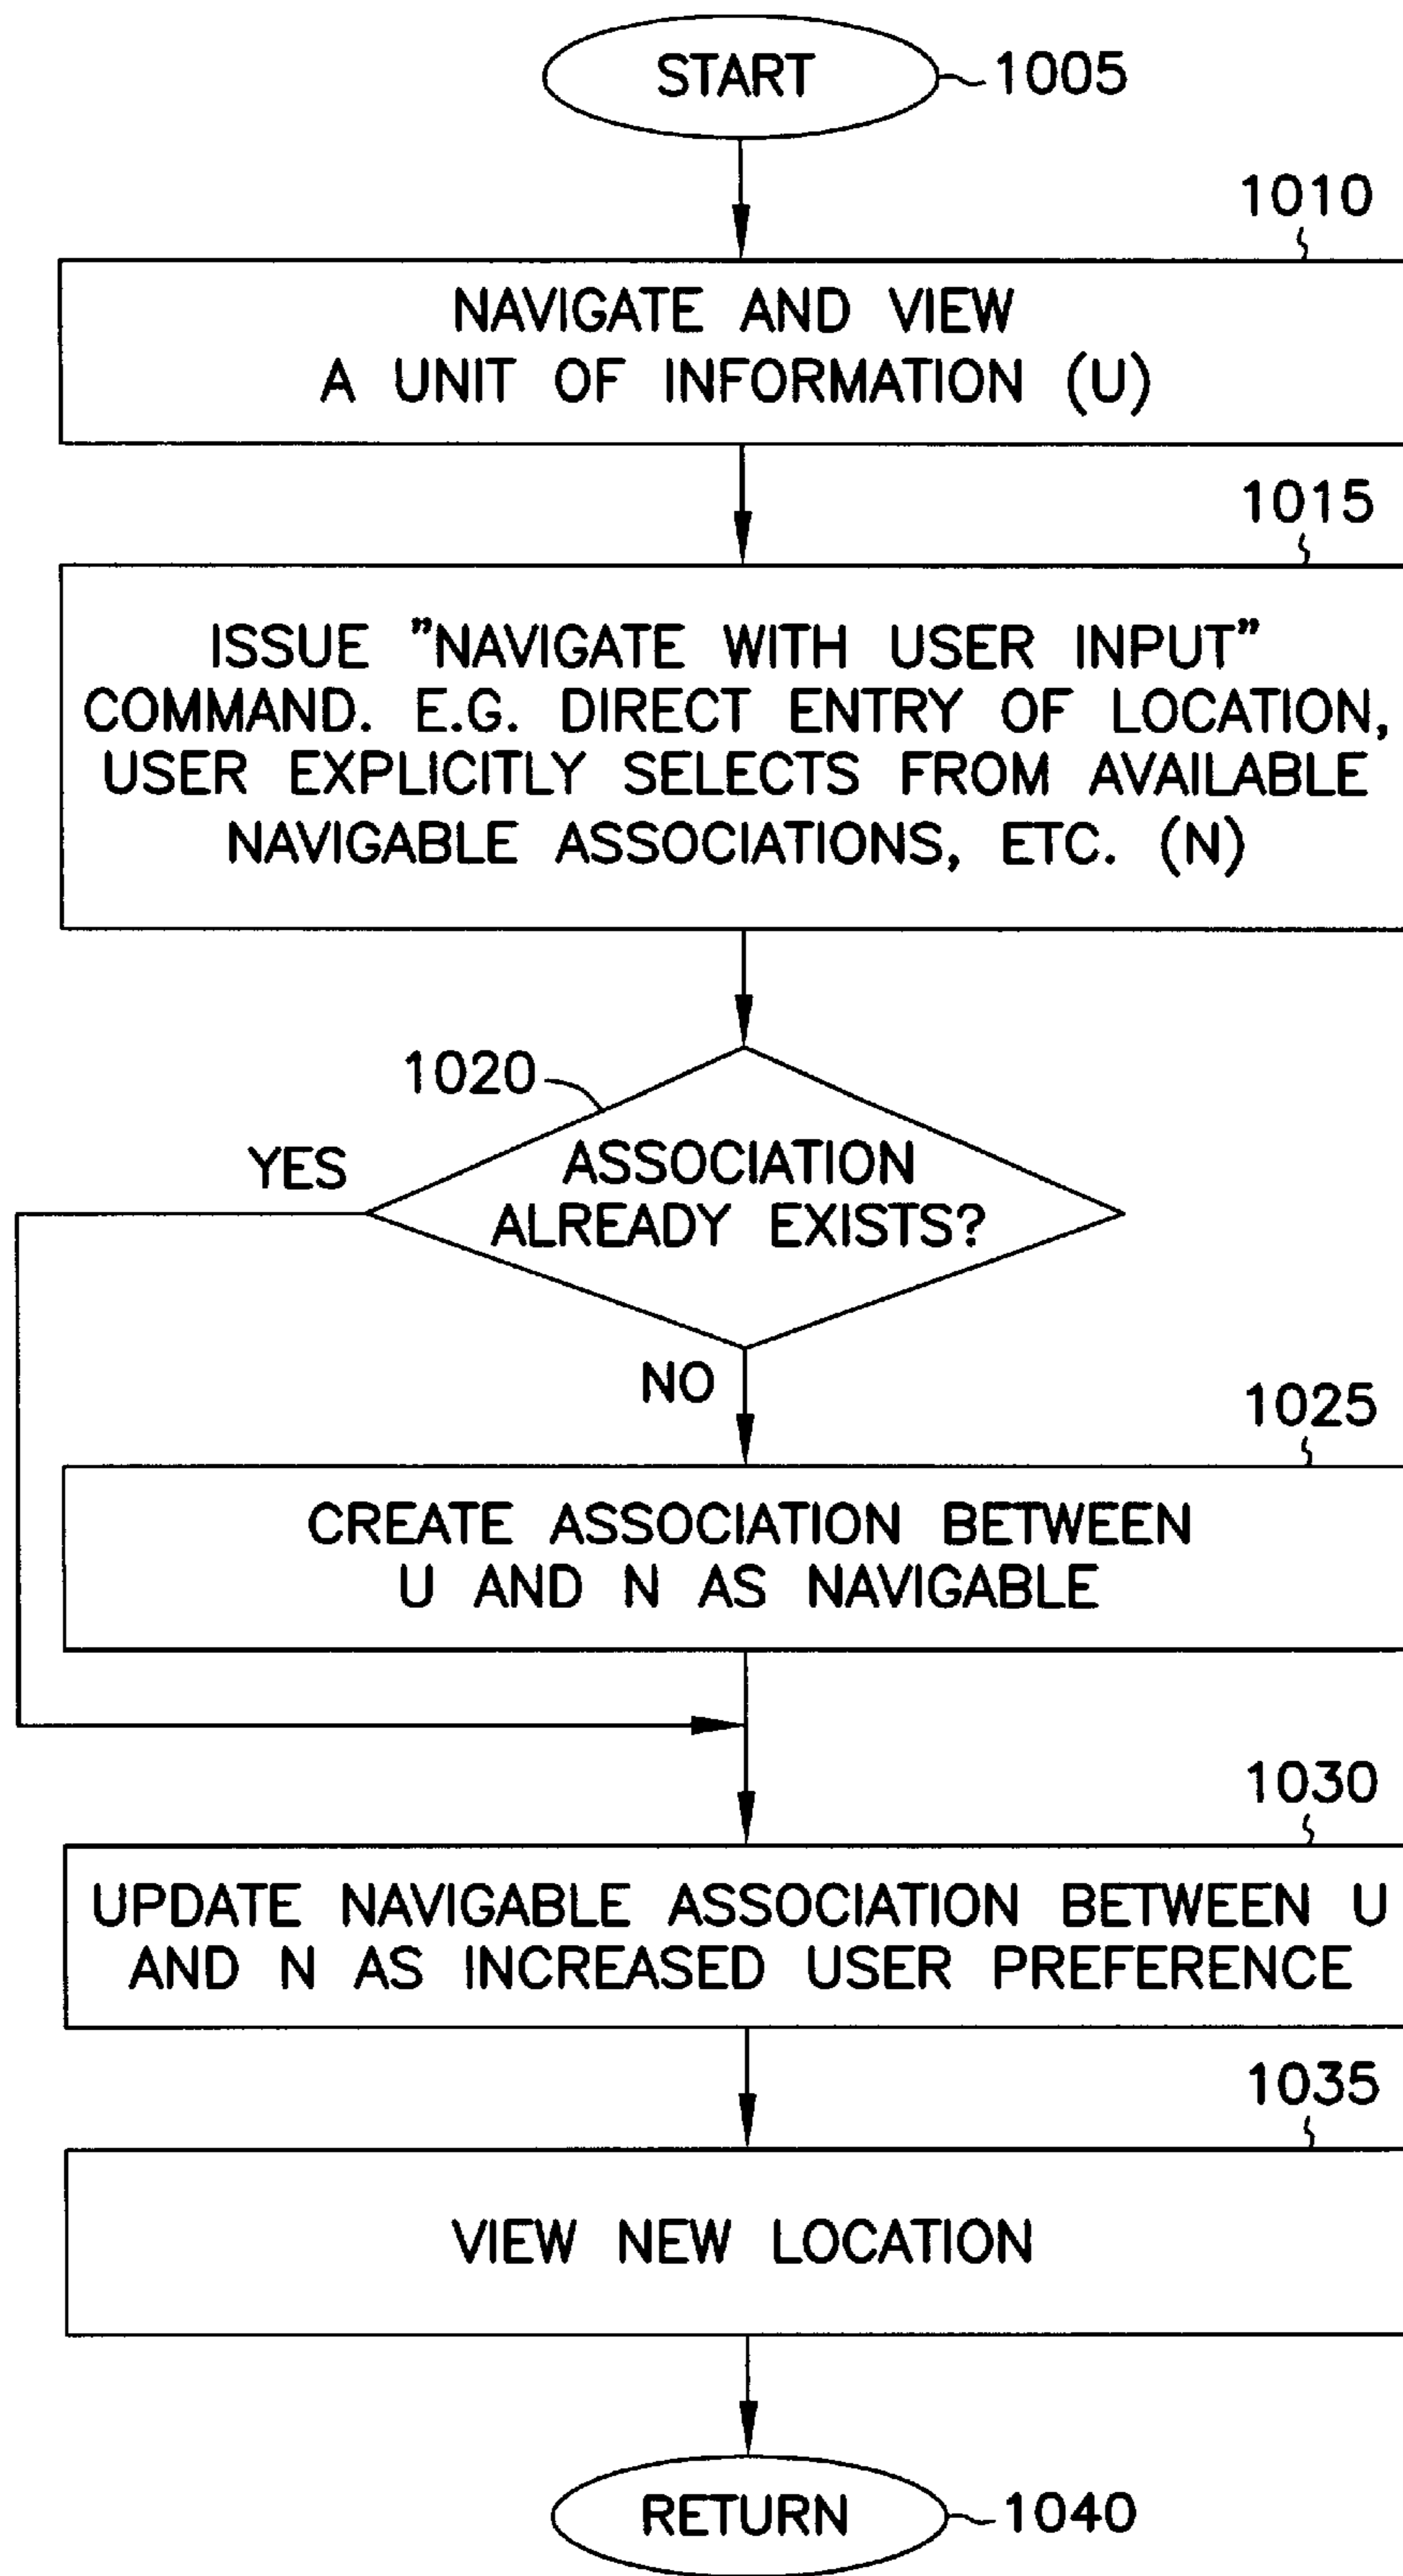 START
1005
1010
NAVIGATE AND VIEW
A UNIT OF INFORMATION (U)
1015
ISSUE "NAVIGATE WITH USER INPUT"
COMMAND. E.G. DIRECT ENTRY OF LOCATION,
USER EXPLICITLY SELECTS FROM AVAILABLE
NAVIGABLE ASSOCIATIONS, ETC. (N)
1020
YES
ASSOCIATION
ALREADY EXISTS?
NO
1025
CREATE ASSOCIATION BETWEEN
U AND N AS NAVIGABLE
1030
UPDATE NAVIGABLE ASSOCIATION BETWEEN U
AND N AS INCREASED USER PREFERENCE
1035
VIEW NEW LOCATION
RETURN
1040